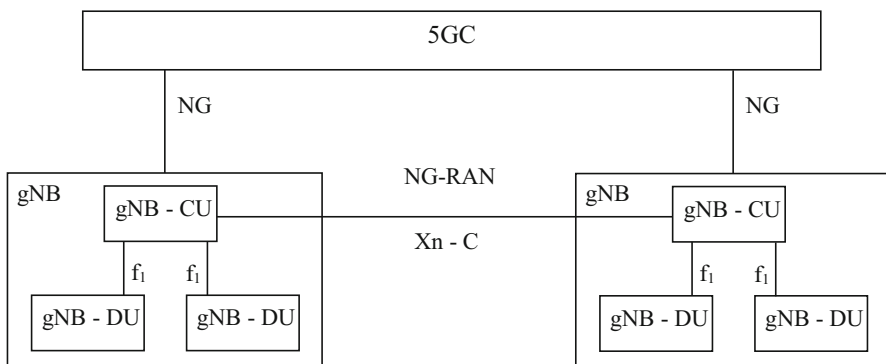 5GC
NG
NG
NG-RAN
gNB
gNB
gNB - CU
gNB - CU
Xn - C
f₁
f₁
f₁
f₁
gNB - DU
gNB - DU
gNB - DU
gNB - DU